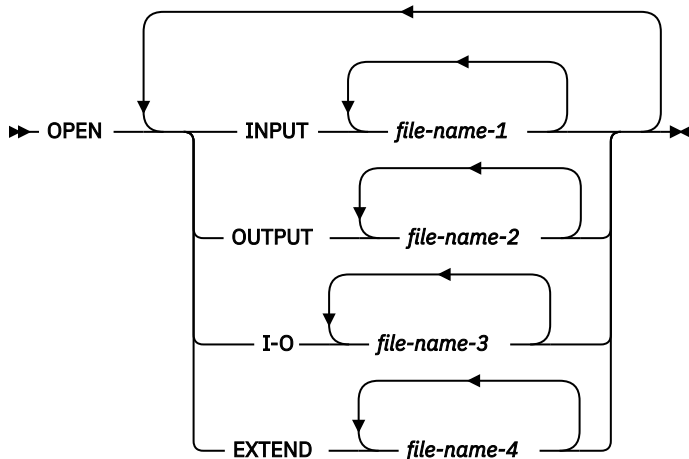 OPEN INPUT file-name-1
OUTPUT file-name-2
I-O file-name-3
EXTEND file-name-4